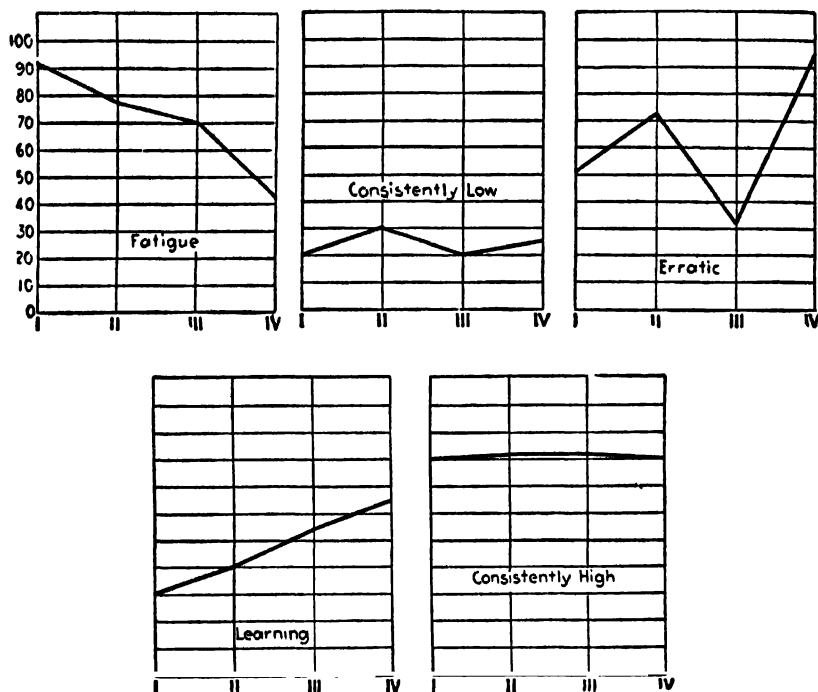 100
90
80
70
60
50
40
30
20
10
0
Fatigue
I II III IV
Consistently Low
I II III IV
Erratic
I II III IV
Learning
I II III IV
Consistently High
I II III IV